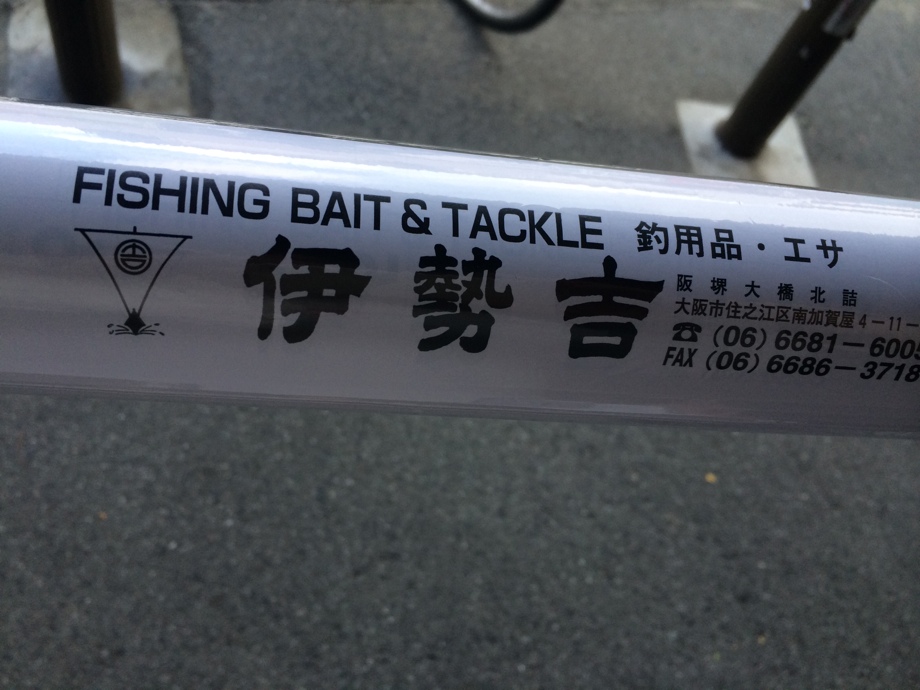 FISHING BAIT & TACKLE 釣用品・エサ
伊勢吉
阪堺大橋北詰
大阪市住之江区南加賀屋4-11-
☎ (06) 6681-6005
FAX (06) 6686-3718